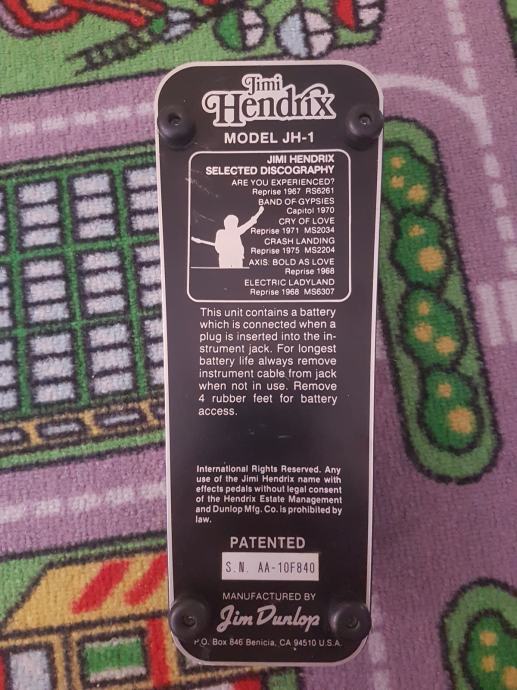 Jimi
Hendrix
MODEL JH-1
JIMI HENDRIX
SELECTED DISCOGRAPHY
ARE YOU EXPERIENCED?
Reprise 1967 RS6261
BAND OF GYPSIES
Capitol 1970
CRY OF LOVE
Reprise 1971 MS2034
CRASH LANDING
Reprise 1975 MS2204
AXIS: BOLD AS LOVE
Reprise 1968
ELECTRIC LADYLAND
Reprise 1968 MS6307
This unit contains a battery
which is connected when a
plug is inserted into the in-
strument jack. For longest
battery life always remove
instrument cable from jack
when not in use. Remove
4 rubber feet for battery
access.
International Rights Reserved. Any
use of the Jimi Hendrix name with
effects pedals without legal consent
of the Hendrix Estate Management
and Dunlop Mfg. Co. is prohibited by
law.
PATENTED
S.N. AA-10F840
MANUFACTURED BY
Jim Dunlop
P.O. Box 846 Benicia, CA 94510 U.S.A.